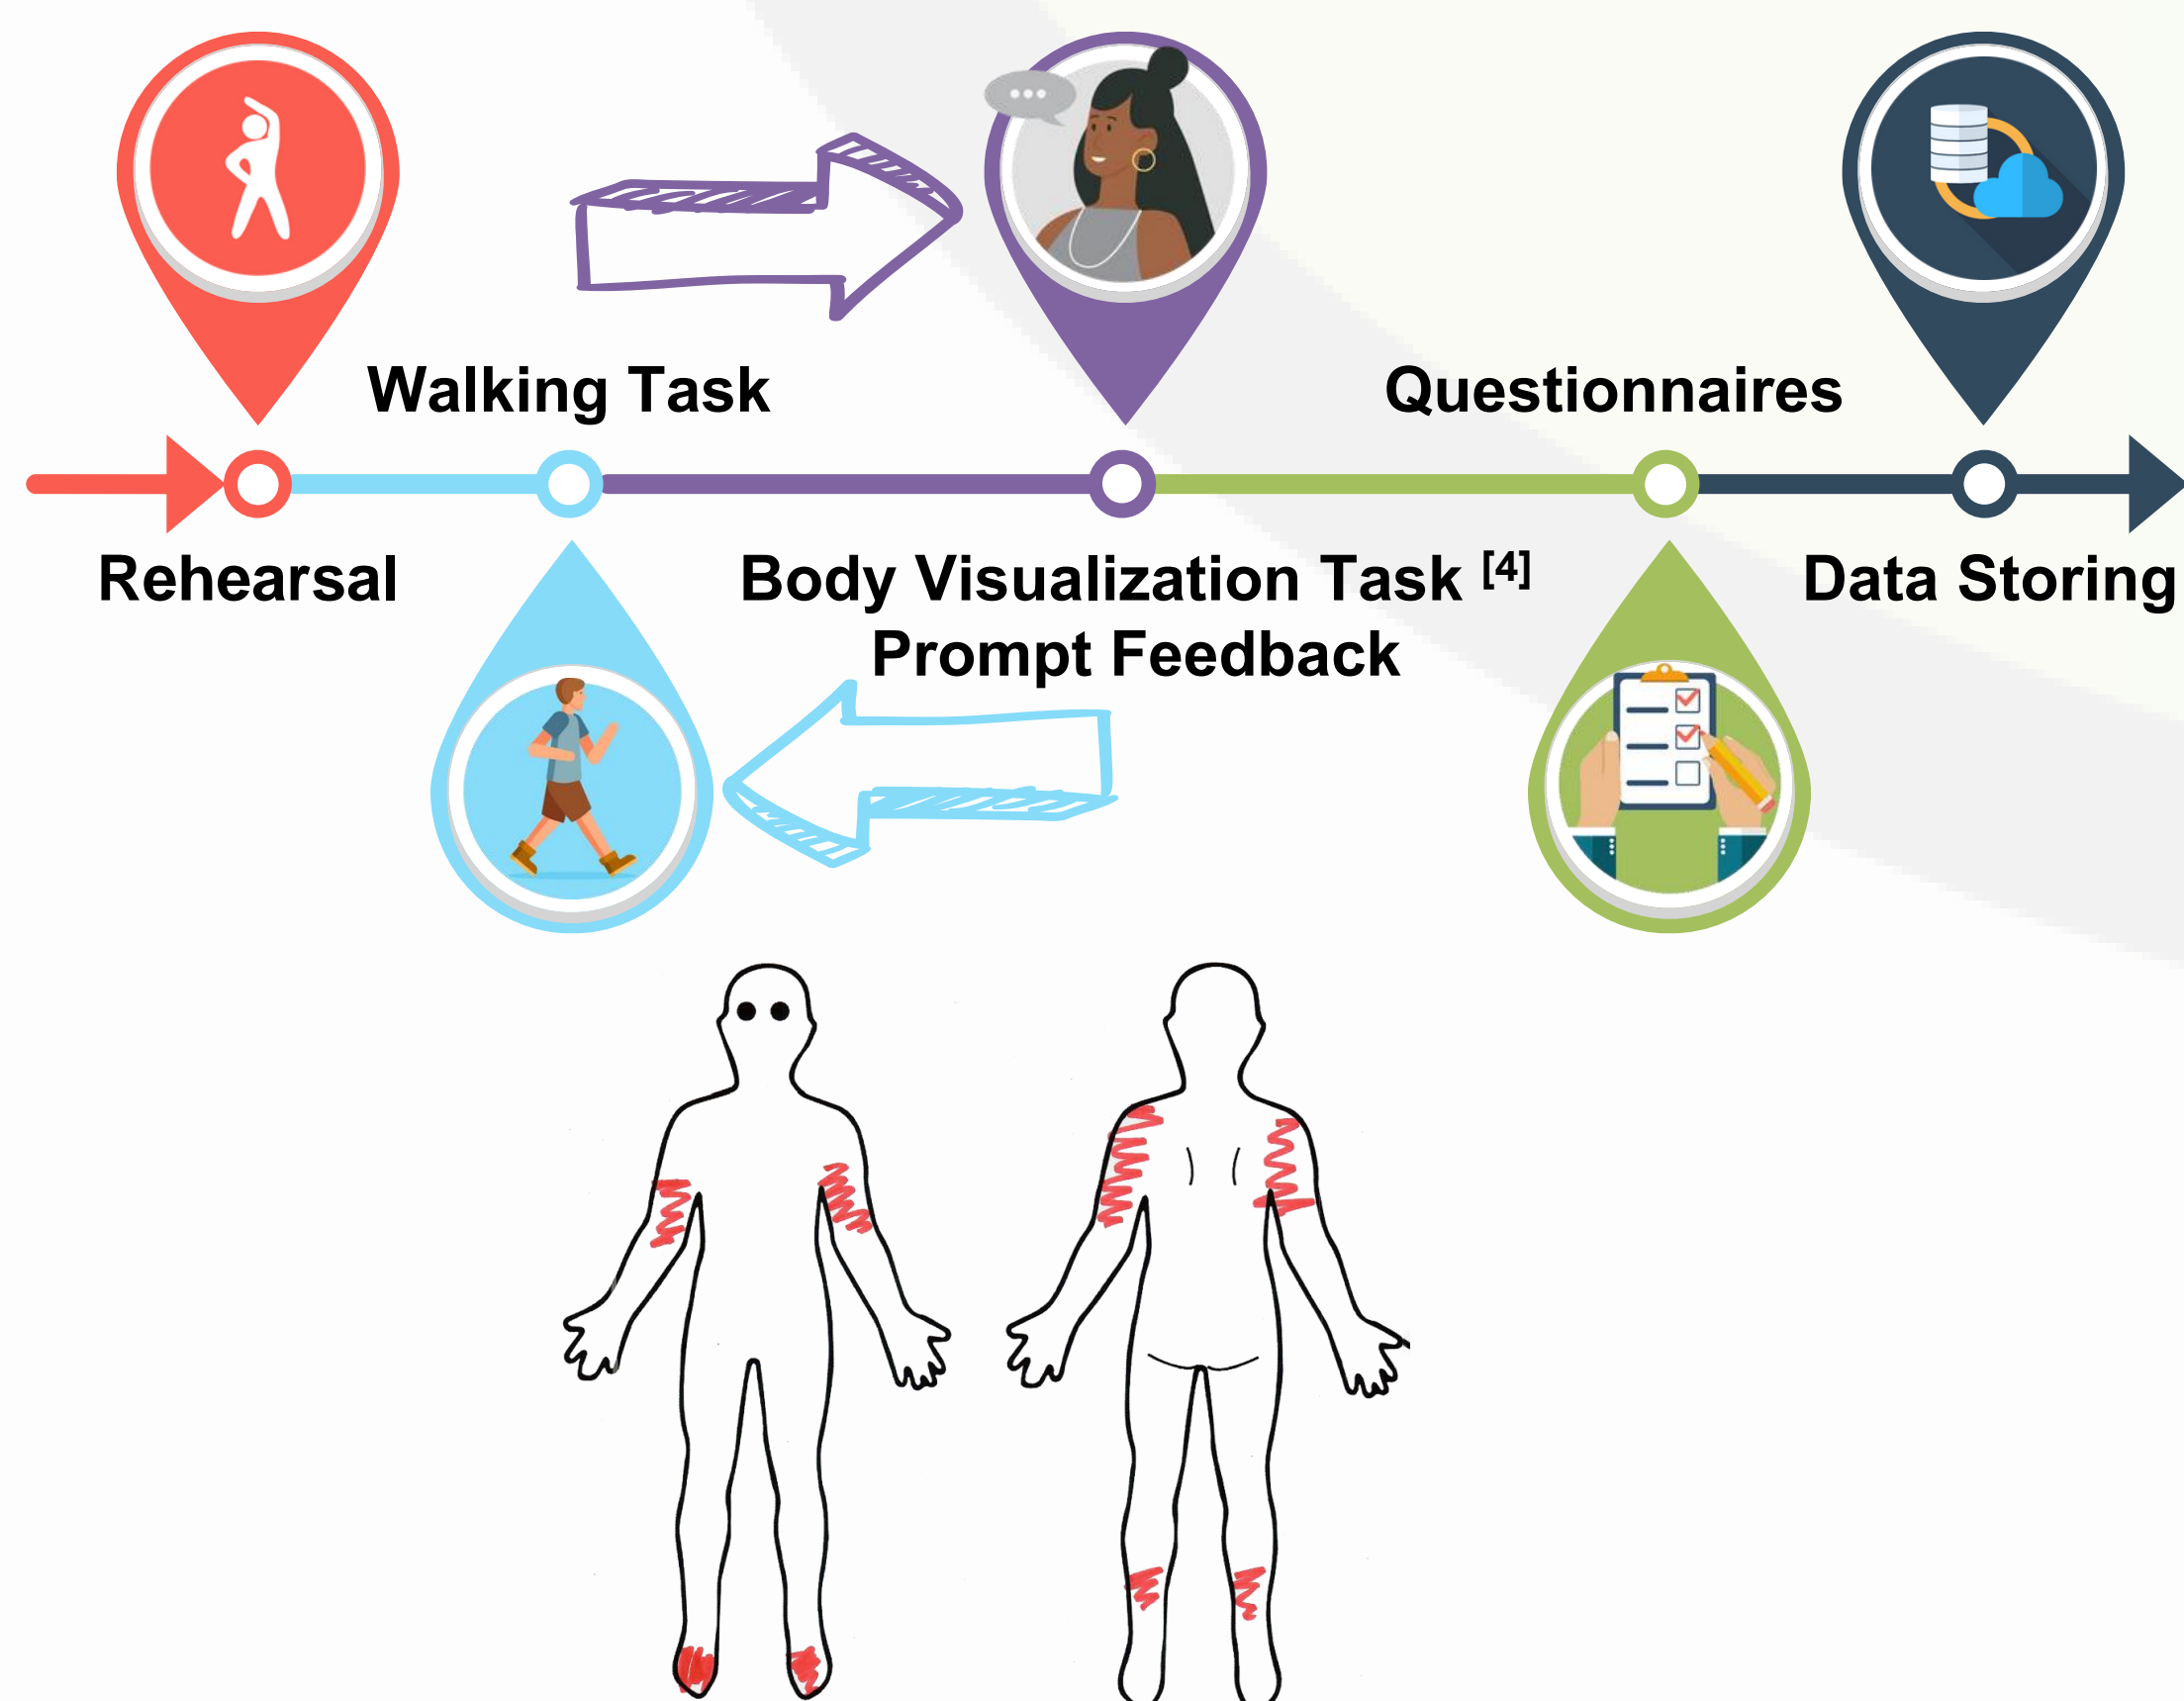 Walking Task
Questionnaires
Rehearsal
Body Visualization Task [4]
Prompt Feedback
Data Storing